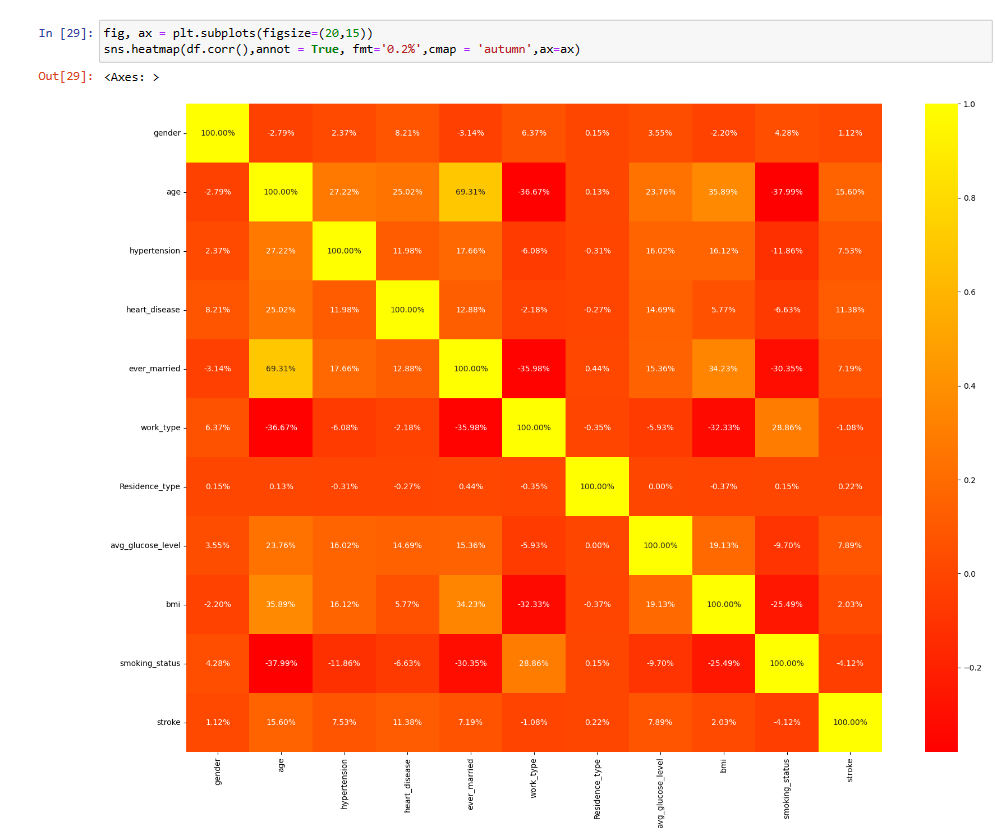 In [29]: fig, ax = plt.subplots(figsize=(20,15))
sns.heatmap(df.corr(),annot = True, fmt='0.2%',cmap = 'autumn',ax=ax)
Out[29]: <Axes: >
1.0
gender 100.00% -2.79% 2.37% 8.21% -3.14% 6.37% 0.15% 3.55% -2.20% 4.28% 1.12%
age -2.79% 100.00% 27.22% 25.02% 69.31% -36.67% 0.13% 23.76% 35.89% -37.99% 15.60%
0.8
hypertension 2.37% 27.22% 100.00% 11.98% 17.66% -6.08% -0.31% 16.02% 16.12% -11.86% 7.53%
0.6
heart_disease 8.21% 25.02% 11.98% 100.00% 12.88% -2.18% -0.27% 14.69% 5.77% -6.63% 11.38%
ever_married -3.14% 69.31% 17.66% 12.88% 100.00% -35.98% 0.44% 15.36% 34.23% -30.35% 7.19%
0.4
work_type 6.37% -36.67% -6.08% -2.18% -35.98% 100.00% -0.35% -5.93% -32.33% 28.86% -1.08%
0.2
Residence_type 0.15% 0.13% -0.31% -0.27% 0.44% -0.35% 100.00% 0.00% -0.37% 0.15% 0.22%
avg_glucose_level 3.55% 23.76% 16.02% 14.69% 15.36% -5.93% 0.00% 100.00% 19.13% -9.70% 7.89%
0.0
bmi -2.20% 35.89% 16.12% 5.77% 34.23% -32.33% -0.37% 19.13% 100.00% -25.49% 2.03%
smoking_status 4.28% -37.99% -11.86% -6.63% -30.35% 28.86% 0.15% -9.70% -25.49% 100.00% -4.12%
−0.2
stroke 1.12% 15.60% 7.53% 11.38% 7.19% -1.08% 0.22% 7.89% 2.03% -4.12% 100.00%
gender
age
hypertension
heart_disease
ever_married
work_type
Residence_type
avg_glucose_level
bmi
smoking_status
stroke